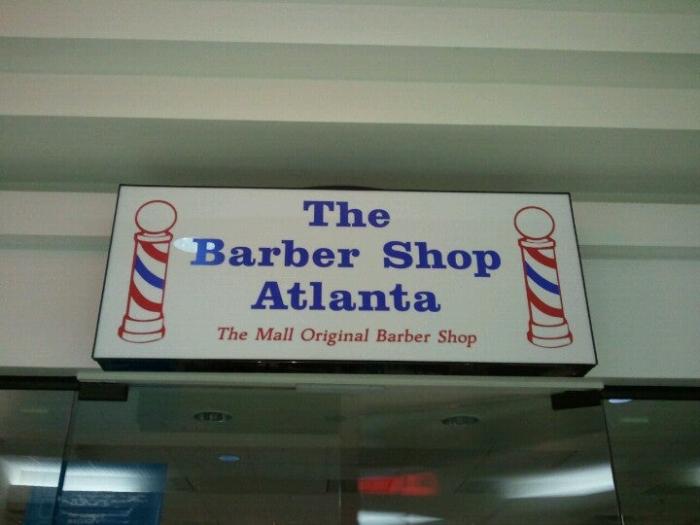 The
Barber Shop
Atlanta
The Mall Original Barber Shop